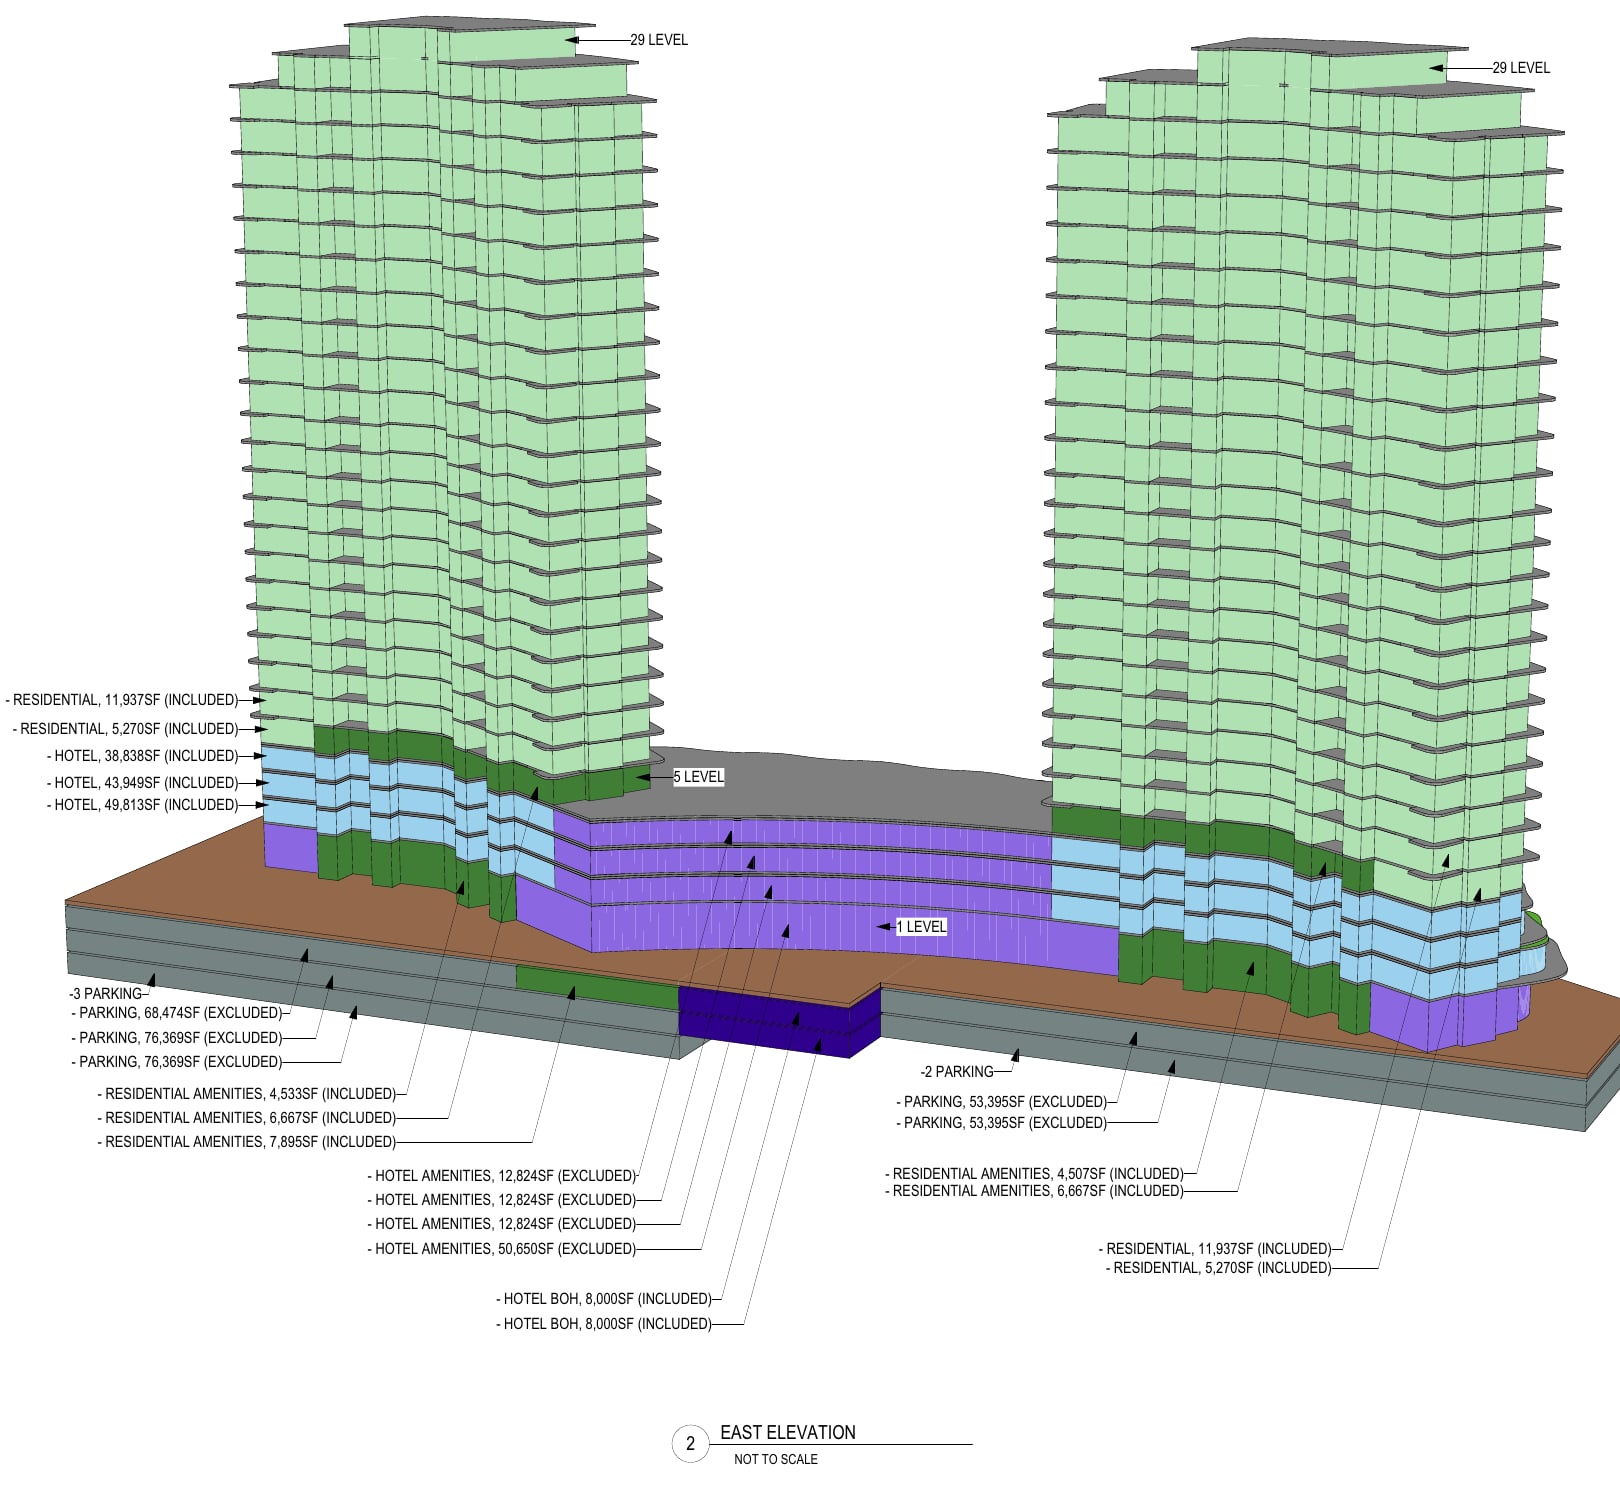 29 LEVEL
29 LEVEL
- RESIDENTIAL, 11,937SF (INCLUDED)
- RESIDENTIAL, 5,270SF (INCLUDED)
- HOTEL, 38,838SF (INCLUDED)
- HOTEL, 43,949SF (INCLUDED)
- HOTEL, 49,813SF (INCLUDED)
5 LEVEL
1 LEVEL
-3 PARKING
- PARKING, 68,474SF (EXCLUDED)
- PARKING, 76,369SF (EXCLUDED)
- PARKING, 76,369SF (EXCLUDED)
- RESIDENTIAL AMENITIES, 4,533SF (INCLUDED)
- RESIDENTIAL AMENITIES, 6,667SF (INCLUDED)
- RESIDENTIAL AMENITIES, 7,895SF (INCLUDED)
- HOTEL AMENITIES, 12,824SF (EXCLUDED)
- HOTEL AMENITIES, 12,824SF (EXCLUDED)
- HOTEL AMENITIES, 12,824SF (EXCLUDED)
- HOTEL AMENITIES, 50,650SF (EXCLUDED)
- HOTEL BOH, 8,000SF (INCLUDED)
- HOTEL BOH, 8,000SF (INCLUDED)
-2 PARKING
- PARKING, 53,395SF (EXCLUDED)
- PARKING, 53,395SF (EXCLUDED)
- RESIDENTIAL AMENITIES, 4,507SF (INCLUDED)
- RESIDENTIAL AMENITIES, 6,667SF (INCLUDED)
- RESIDENTIAL, 11,937SF (INCLUDED)
- RESIDENTIAL, 5,270SF (INCLUDED)
2
EAST ELEVATION
NOT TO SCALE